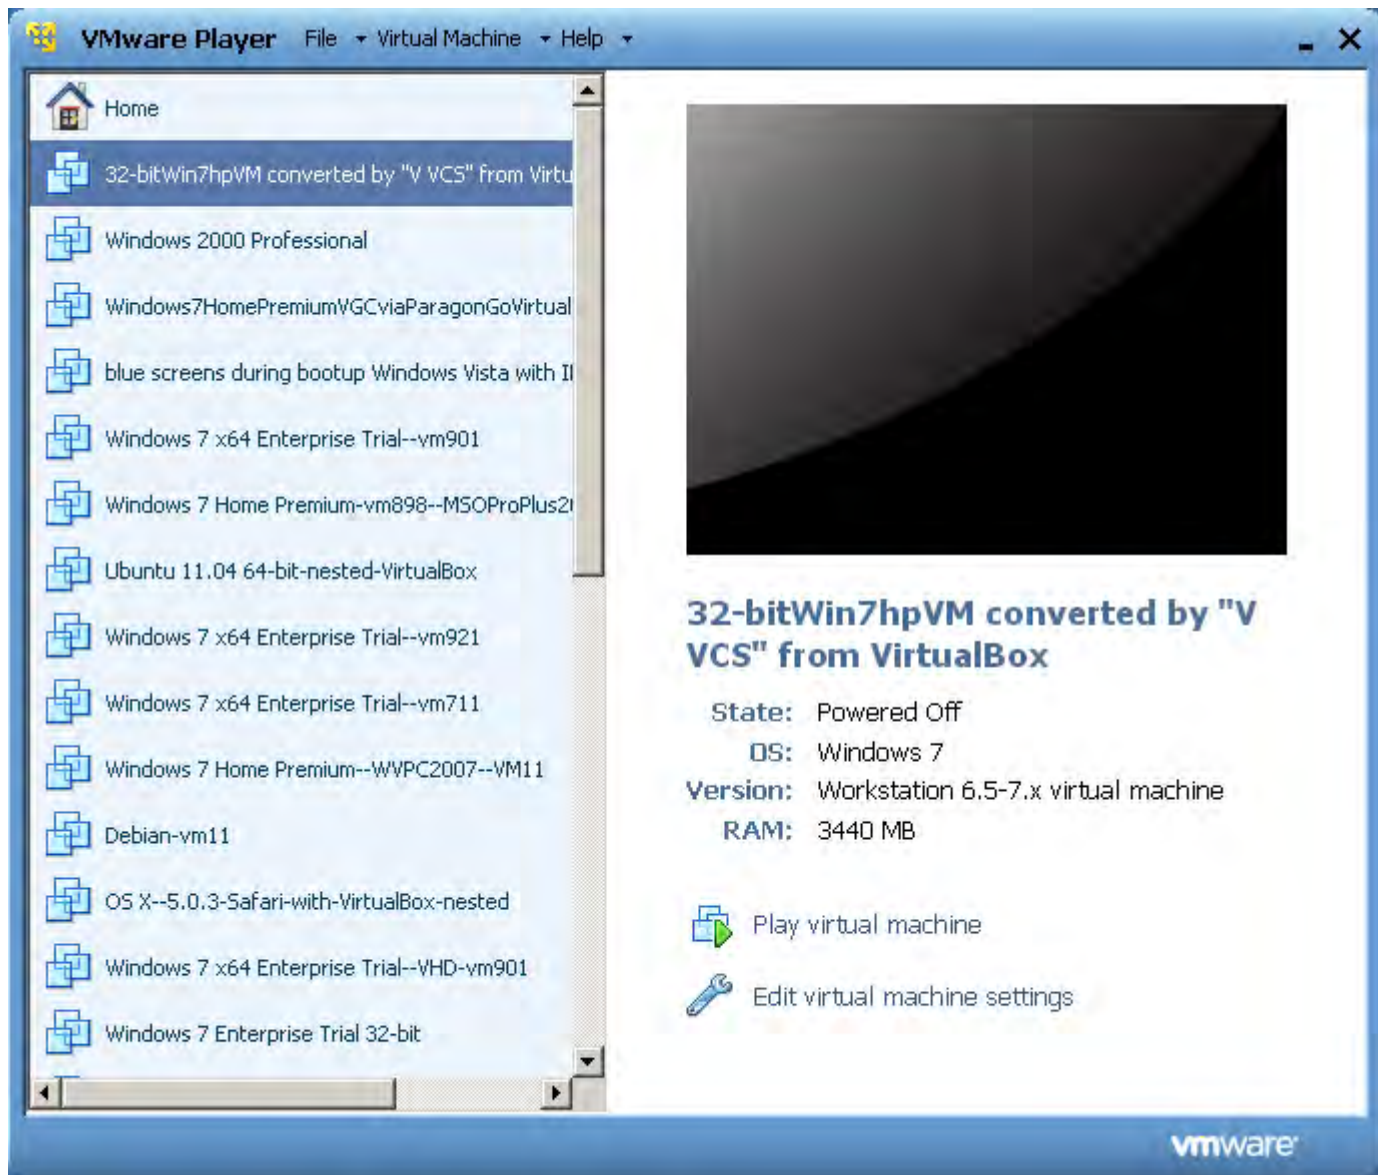 VMware Player File Virtual Machine Help
Home
32-bitWin7hpVM converted by "V VCS" from Virtu
Windows 2000 Professional
Windows7HomePremiumVGCviaParagonGoVirtual
blue screens during bootup Windows Vista with
Windows 7 x64 Enterprise Trial--vm901
Windows 7 Home Premium-vm898--MSOProPlus2
Ubuntu 11.04 64-bit-nested-VirtualBox
Windows 7 x64 Enterprise Trial--vm921
Windows 7 x64 Enterprise Trial--vm711
Windows 7 Home Premium--WVPC2007--VM11
Debian-vm11
OS X--5.0.3-Safari-with-VirtualBox-nested
Windows 7 x64 Enterprise Trial--VHD-vm901
Windows 7 Enterprise Trial 32-bit
32-bitWin7hpVM converted by "V
VCS" from VirtualBox
State: Powered Off
OS: Windows 7
Version: Workstation 6.5-7.x virtual machine
RAM: 3440 MB
Play virtual machine
Edit virtual machine settings
vmware